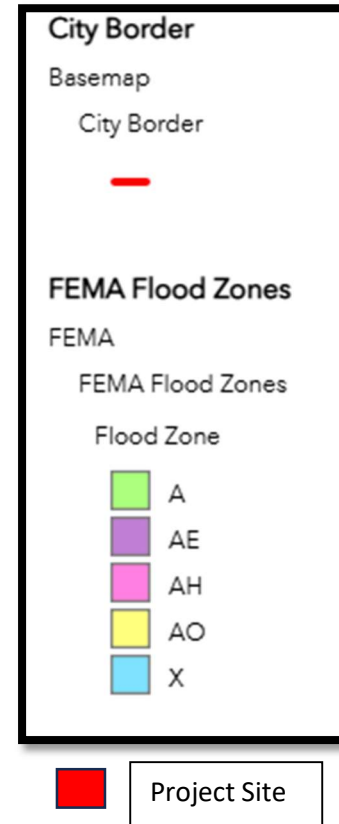 City Border
Basemap
City Border
FEMA Flood Zones
FEMA
FEMA Flood Zones
Flood Zone
A
AE
AH
AO
X
Project Site